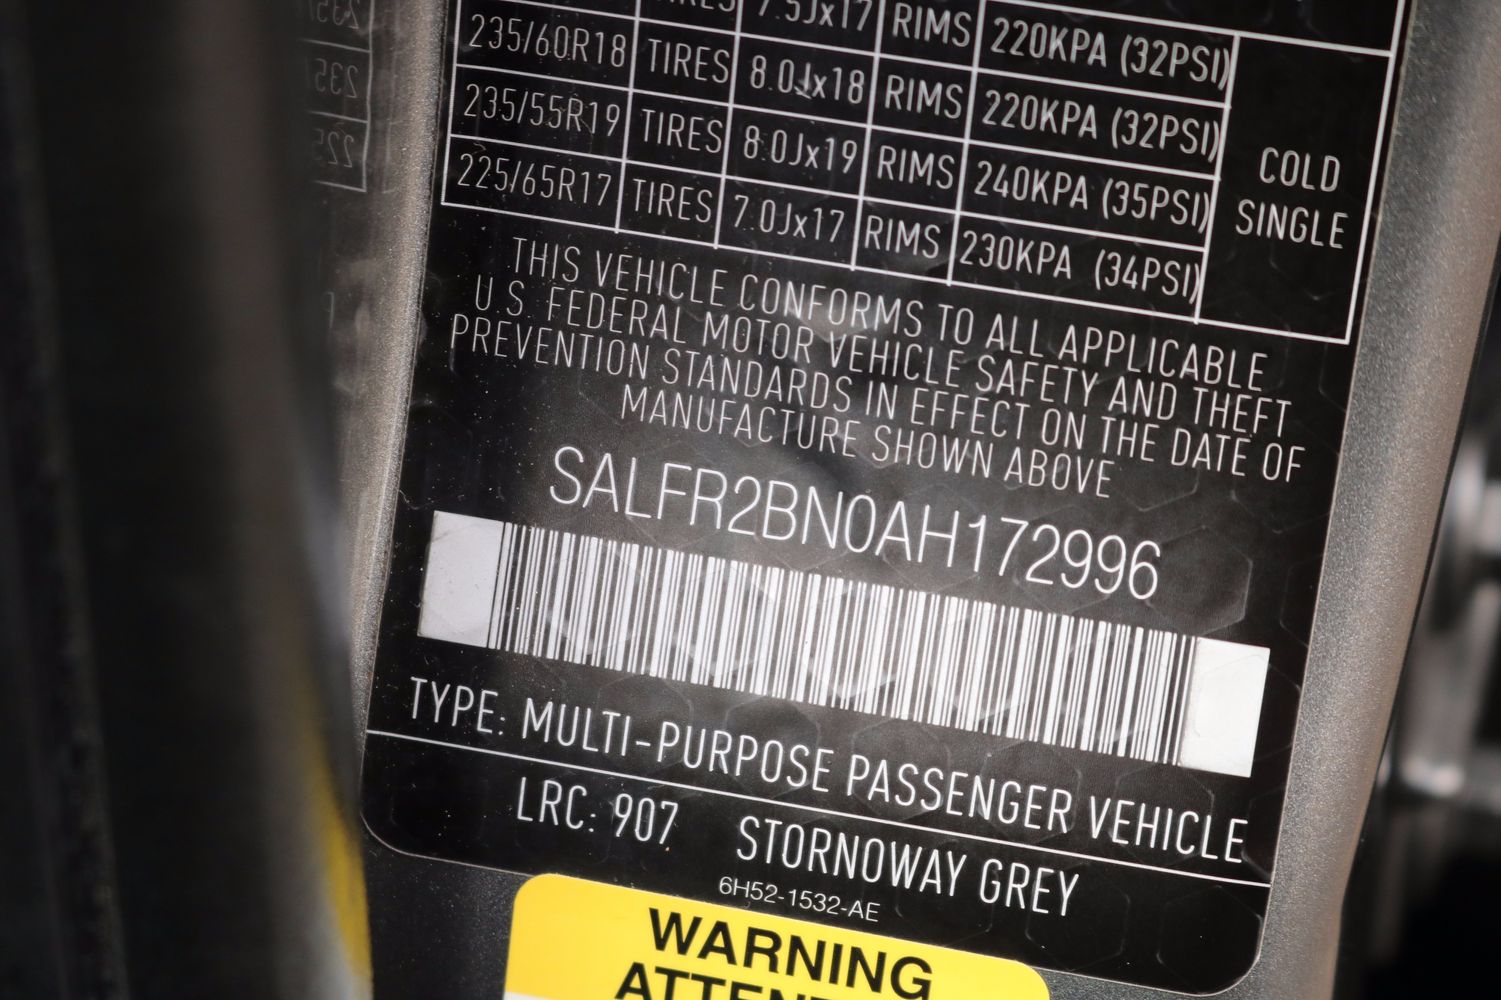 7.5Jx17 RIMS 220KPA (32PSI)
235/60R18 TIRES 8.0Jx18 RIMS 220KPA (32PSI)
235/55R19 TIRES 8.0Jx19 RIMS 240KPA (35PSI)
225/65R17 TIRES 7.0Jx17 RIMS 230KPA (34PSI)
COLD
SINGLE
THIS VEHICLE CONFORMS TO ALL APPLICABLE
U.S. FEDERAL MOTOR VEHICLE SAFETY AND THEFT
PREVENTION STANDARDS IN EFFECT ON THE DATE OF
MANUFACTURE SHOWN ABOVE
SALFR2BN0AH172996
TYPE: MULTI-PURPOSE PASSENGER VEHICLE
LRC: 907 STORNOWAY GREY
6H52-1532-AE
WARNING